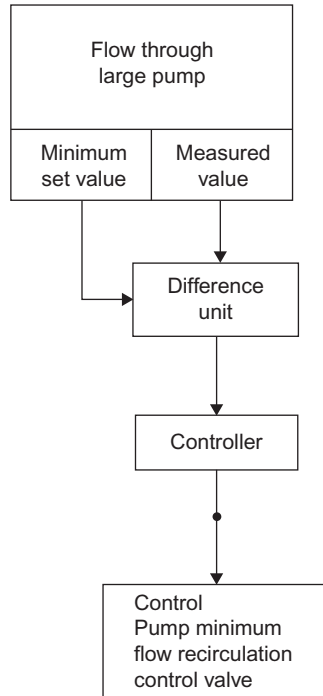 Flow through
large pump
Minimum
set value
Measured
value
Difference
unit
Controller
Control
Pump minimum
flow recirculation
control valve